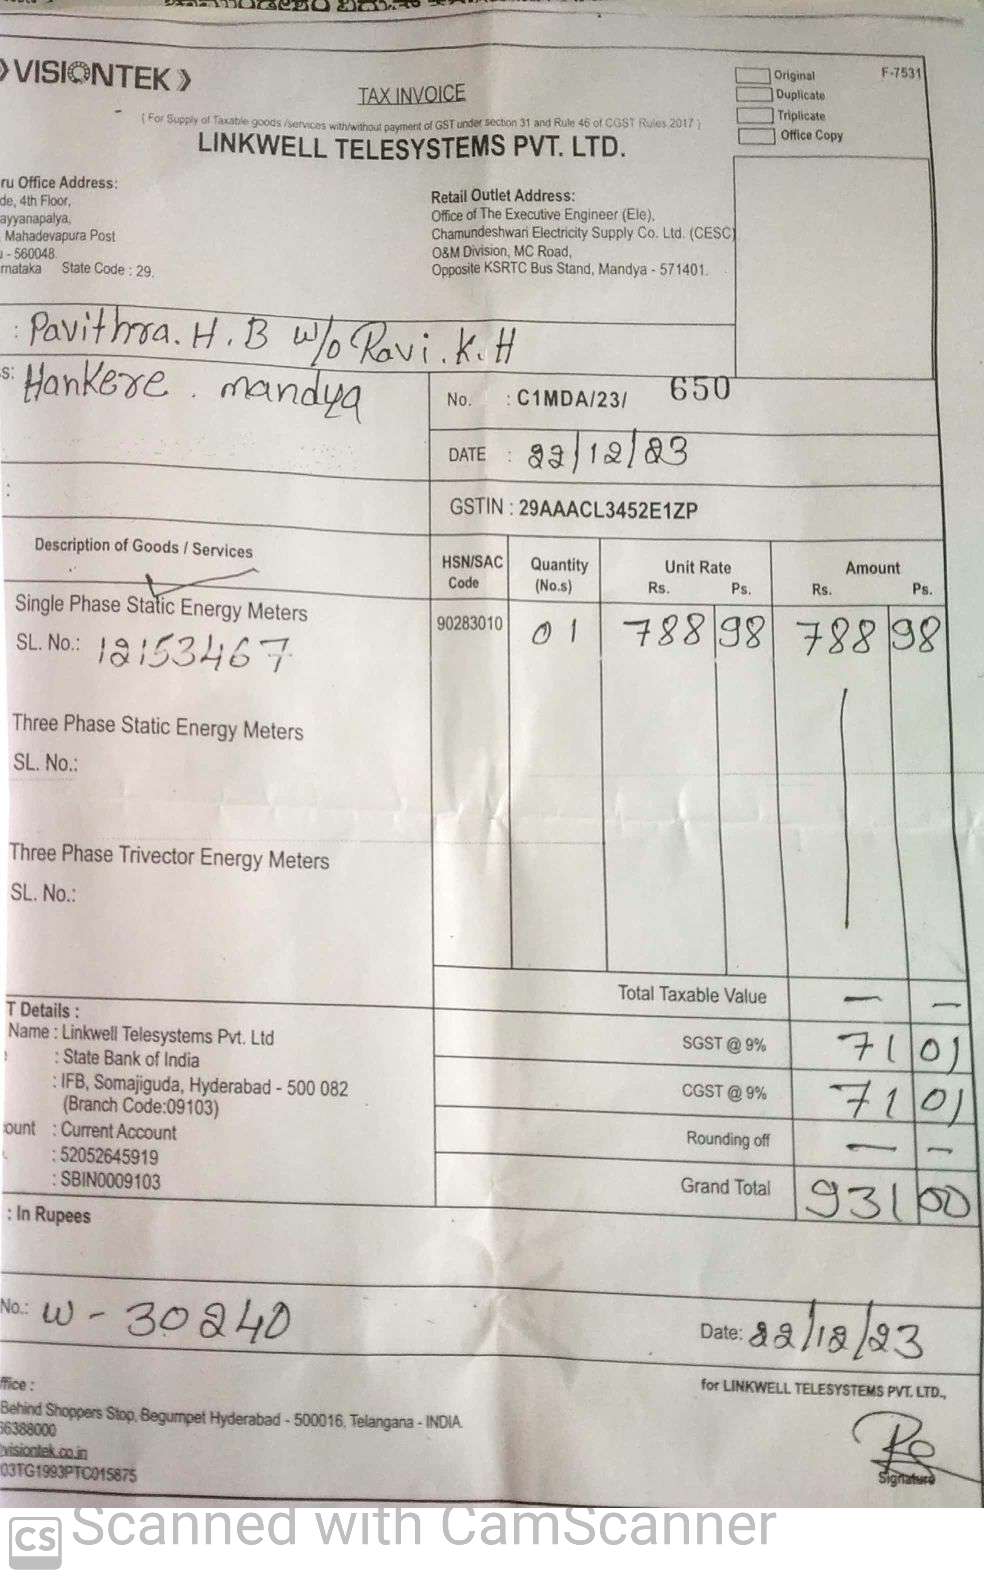 VISIONTEK
TAX INVOICE
( For Supply of Taxable goods /services with/without payment of GST under section 31 and Rule 46 of CGST Rules,2017 )
LINKWELL TELESYSTEMS PVT. LTD.
Original
Duplicate
Triplicate
Office Copy
F-7531
ru Office Address:
de, 4th Floor,
ayyanapalya,
Mahadevapura Post
- 560048.
rnataka State Code : 29.
Retail Outlet Address:
Office of The Executive Engineer (Ele),
Chamundeshwari Electricity Supply Co. Ltd. (CESC)
O&M Division, MC Road,
Opposite KSRTC Bus Stand, Mandya - 571401.
: Pavithra. H. B w/o Ravi. K. H
s: Hankere. mandya
No. : C1MDA/23/ 650
DATE : 22/12/23
GSTIN : 29AAACL3452E1ZP
Description of Goods / Services HSN/SAC Code Quantity (No.s) Unit Rate Rs. Ps. Amount Rs. Ps.
Single Phase Static Energy Meters 90283010 01 788 98 788 98
SL. No.: 12153467
Three Phase Static Energy Meters
SL. No.:
Three Phase Trivector Energy Meters
SL. No.:
Total Taxable Value — —
SGST @ 9% 71 01
CGST @ 9% 71 01
Rounding off — —
Grand Total 931 00
T Details :
Name : Linkwell Telesystems Pvt. Ltd
: State Bank of India
: IFB, Somajiguda, Hyderabad - 500 082
(Branch Code:09103)
ount : Current Account
: 52052645919
: SBIN0009103
: In Rupees
No.: W - 30240
Date: 22/12/23
ffice :
Behind Shoppers Stop, Begumpet Hyderabad - 500016, Telangana - INDIA.
66388000
visiontek.co.in
03TG1993PTC015875
for LINKWELL TELESYSTEMS PVT. LTD.,
Signature
CS Scanned with CamScanner